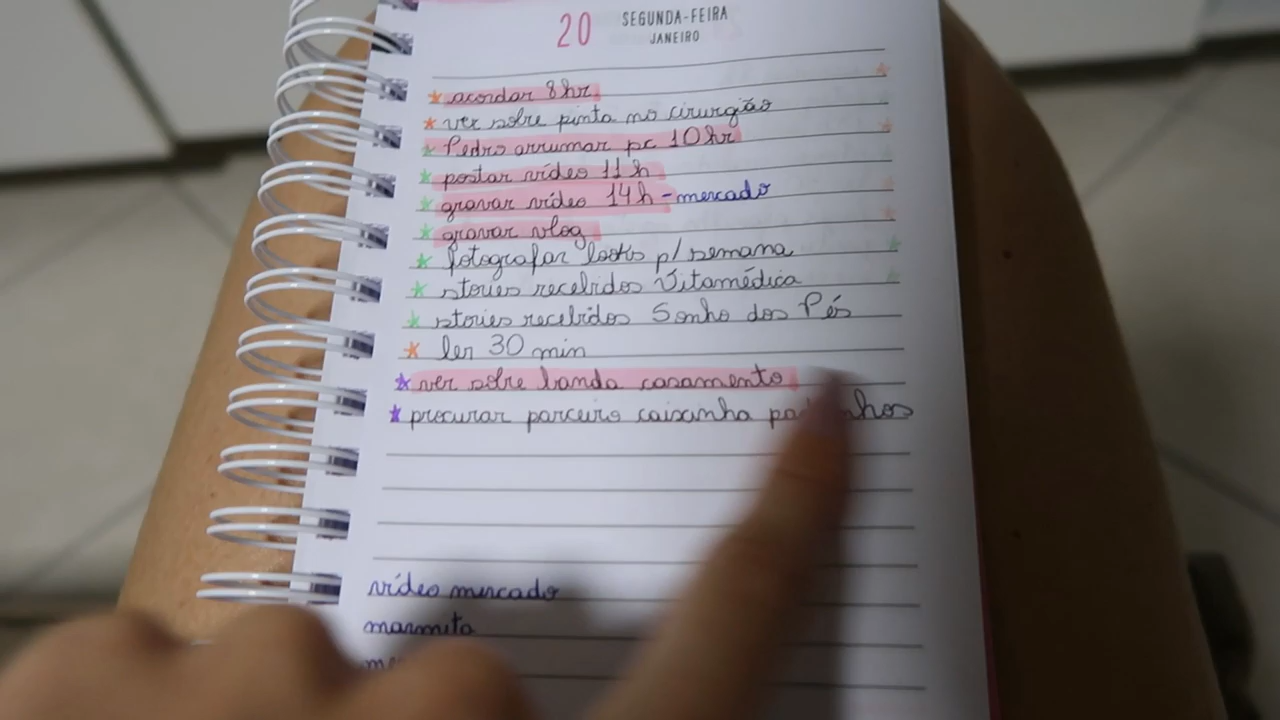 20 SEGUNDA-FEIRA
JANEIRO
acordar 8hr
ver sobre pinta no cirurgião
Pedro arrumar pc 10hr
postar vídeo 11h
gravar vídeo 14h - mercado
gravar vlog
fotografar looks p/ semana
stories recebidos Vitamédica
stories recebidos Sonho dos Pés
ler 30 min
ver sobre banda casamento
procurar parceiro caixinha padrinhos
vídeo mercado
marmita